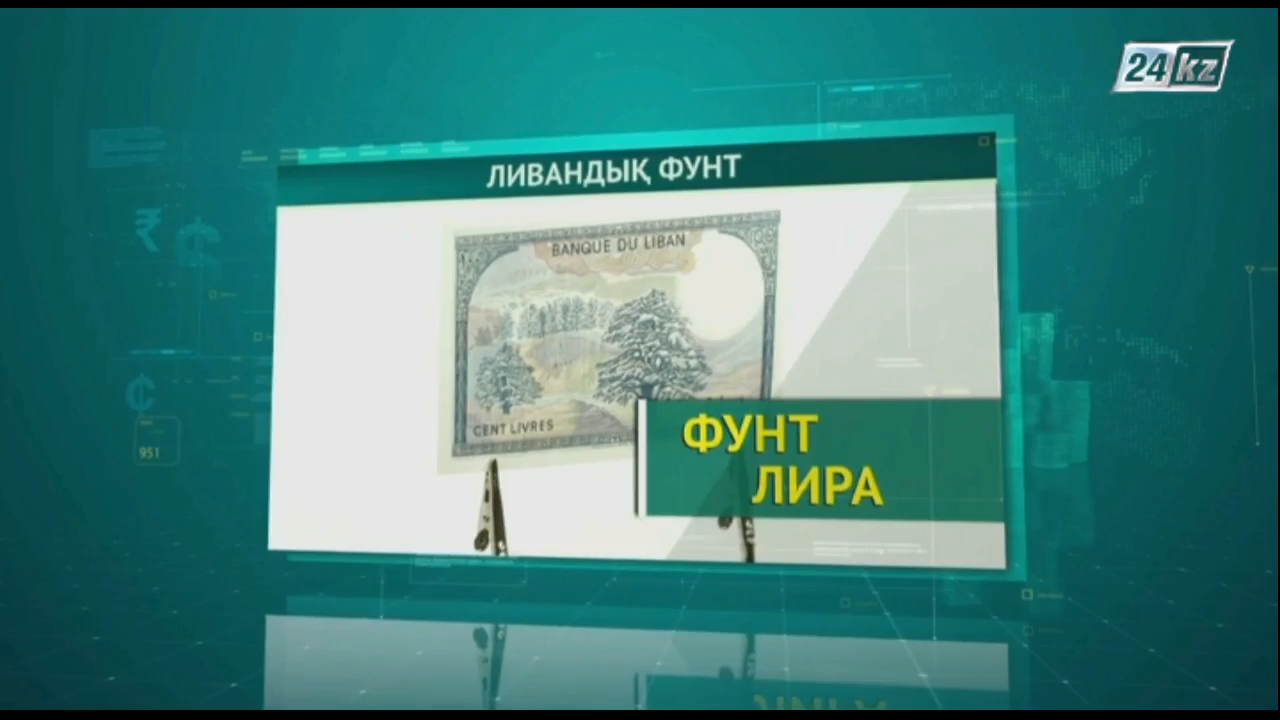 24kz
ЛИВАНДЫҚ ФУНТ
BANQUE DU LIBAN
CENT LIVRES
ФУНТ
ЛИРА
951